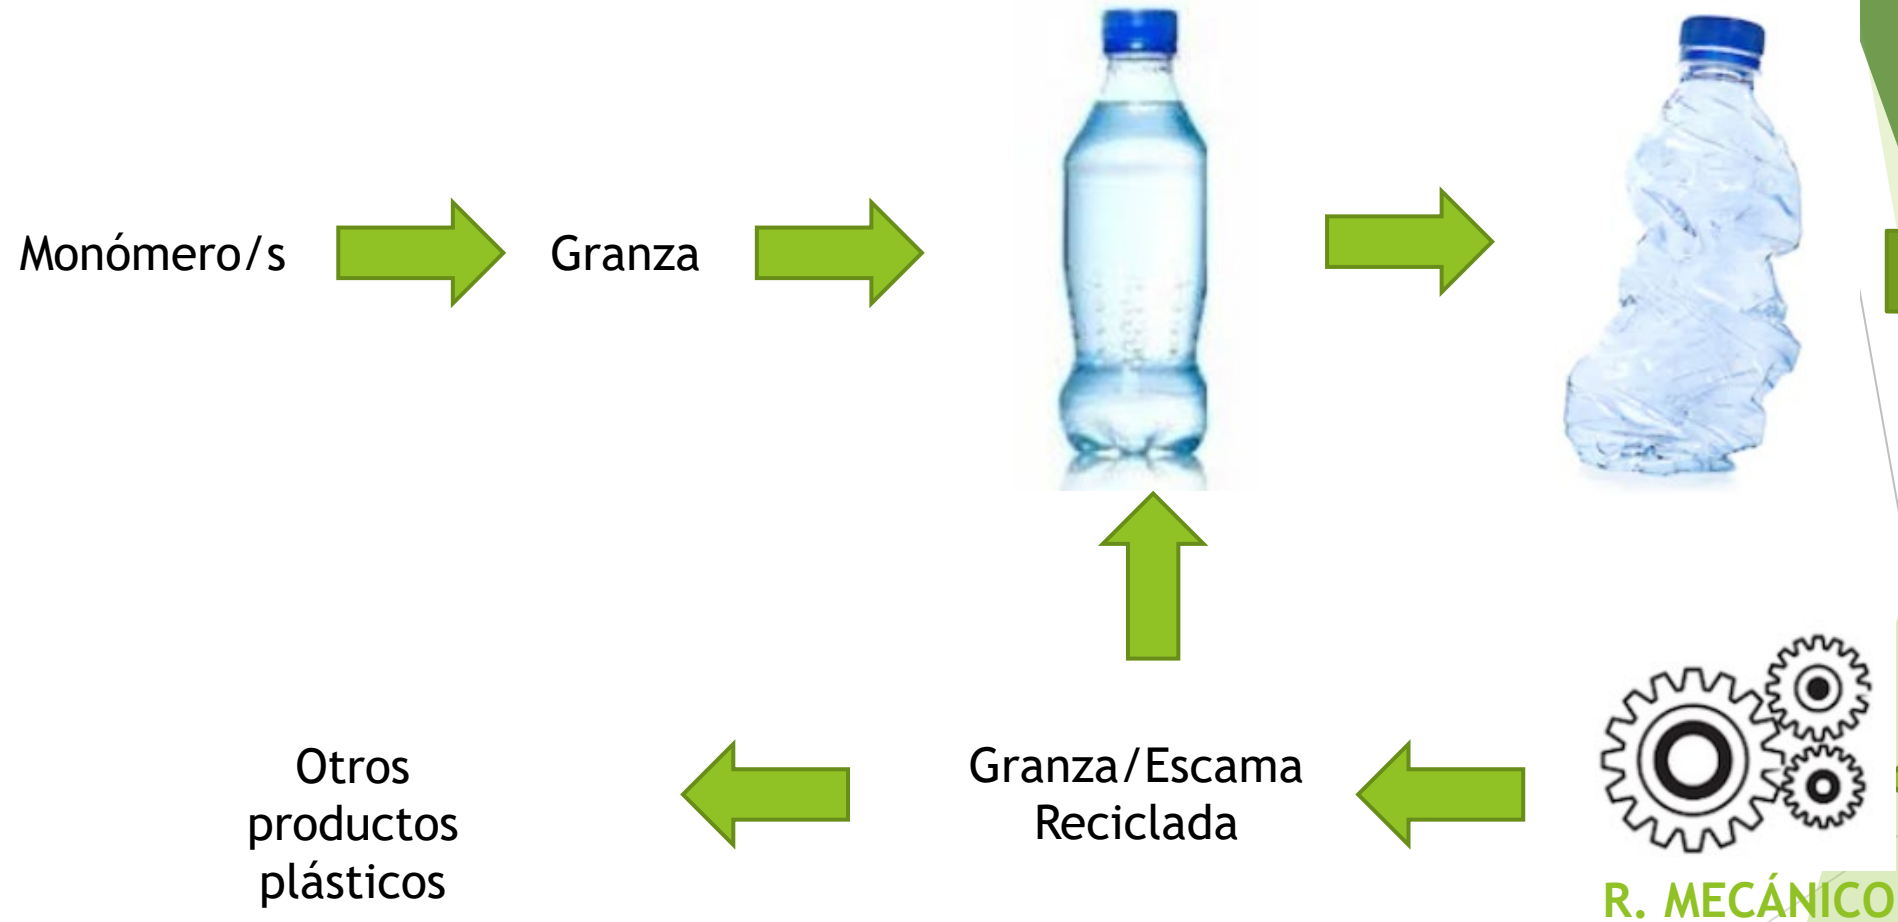 Monómero/s
Granza
Granza/Escama
Reciclada
Otros
productos
plásticos
R. MECÁNICO